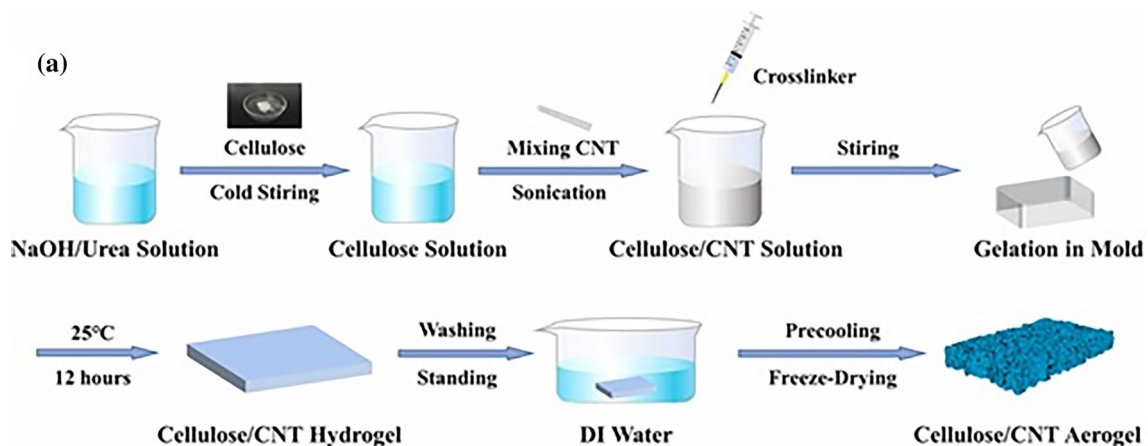 (a)
Crosslinker
Cellulose
Mixing CNT
Stiring
Cold Stiring
Sonication
NaOH/Urea Solution
Cellulose Solution
Cellulose/CNT Solution
Gelation in Mold
25°C
Washing
Precooling
12 hours
Standing
Freeze-Drying
Cellulose/CNT Hydrogel
DI Water
Cellulose/CNT Aerogel